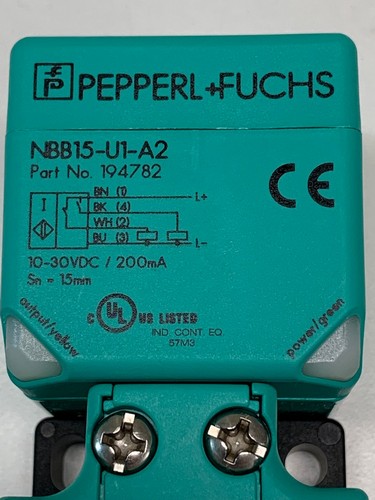 PEPPERL+FUCHS
NBB15-U1-A2
Part No. 194782
CE
BN (1) L+
BK (4)
WH (2)
BU (3) L-
I
10-30VDC / 200mA
Sn = 15mm
output/yellow
power/green
C UL US LISTED
IND. CONT. EQ.
57M3